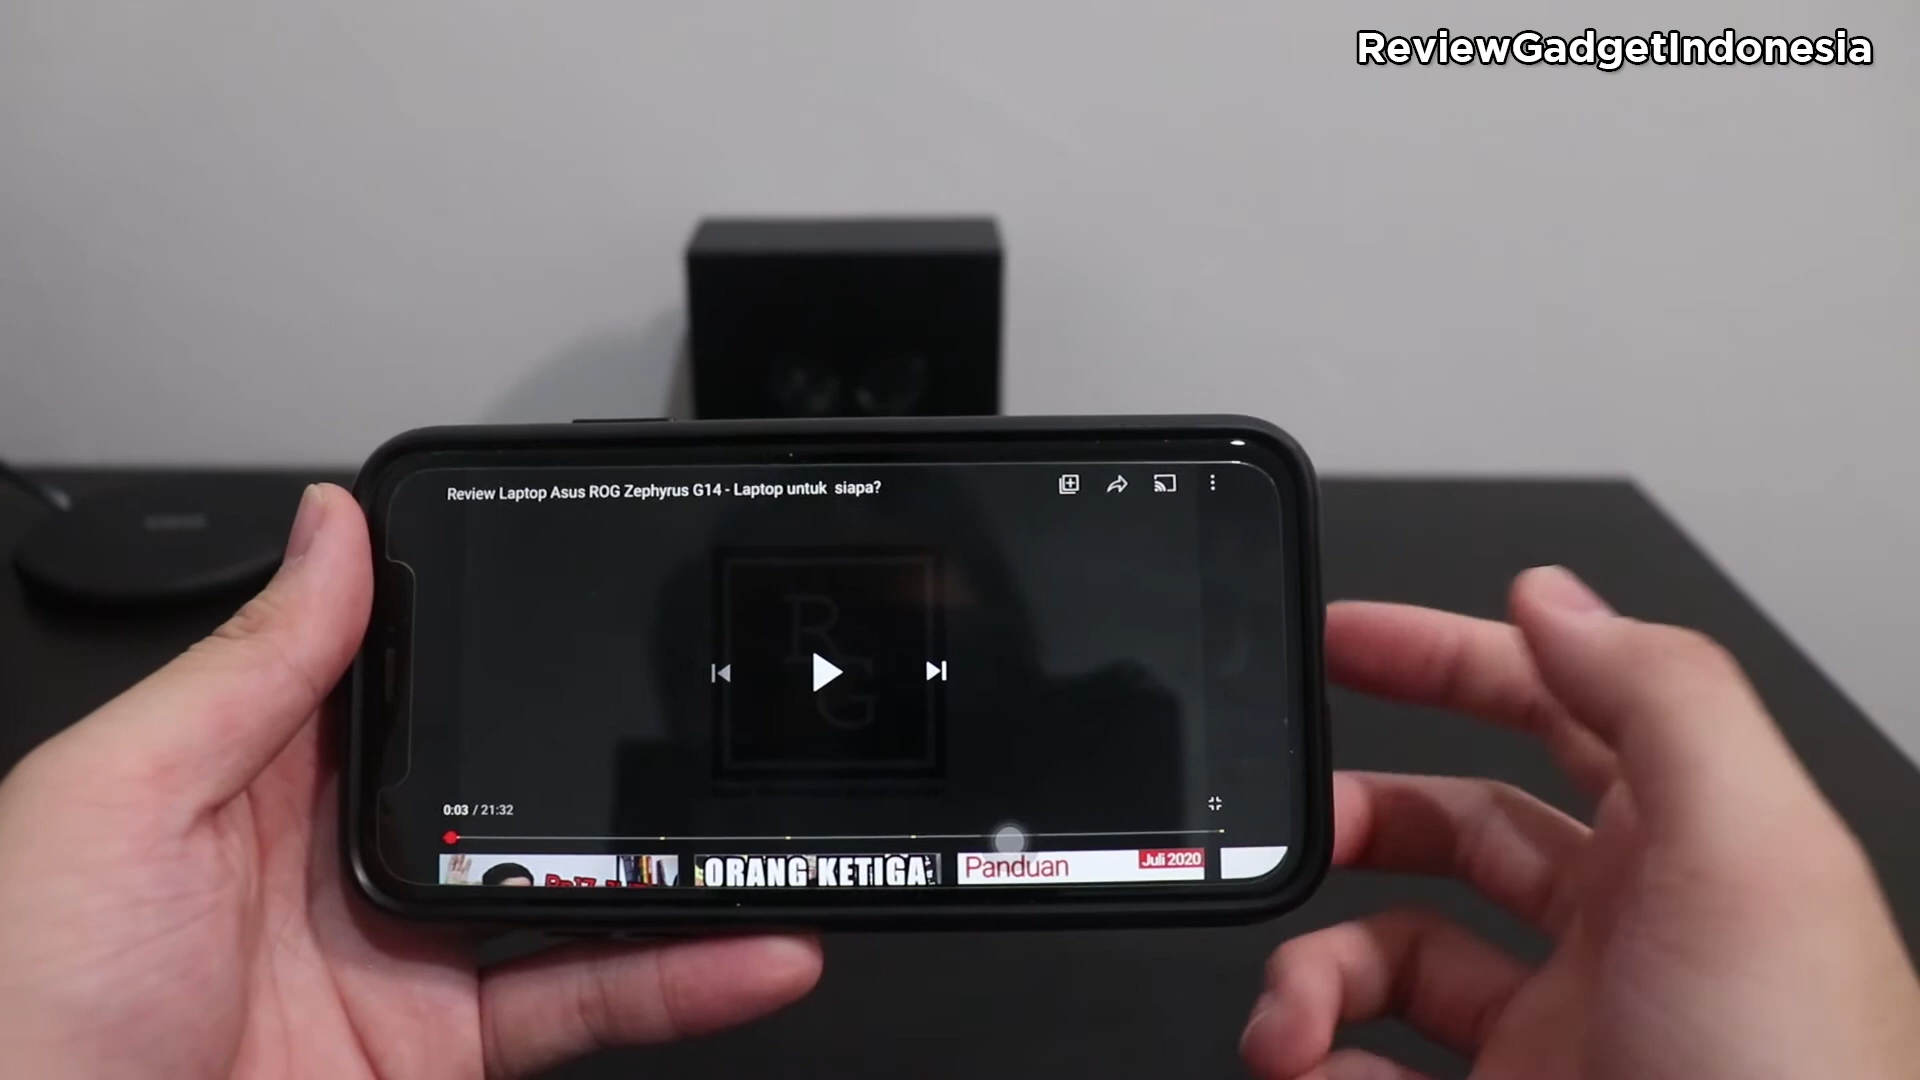 ReviewGadgetIndonesia
Review Laptop Asus ROG Zephyrus G14 - Laptop untuk siapa?
R
G
0:03 / 21:32
ORANG KETIGA
Panduan
Juli 2020